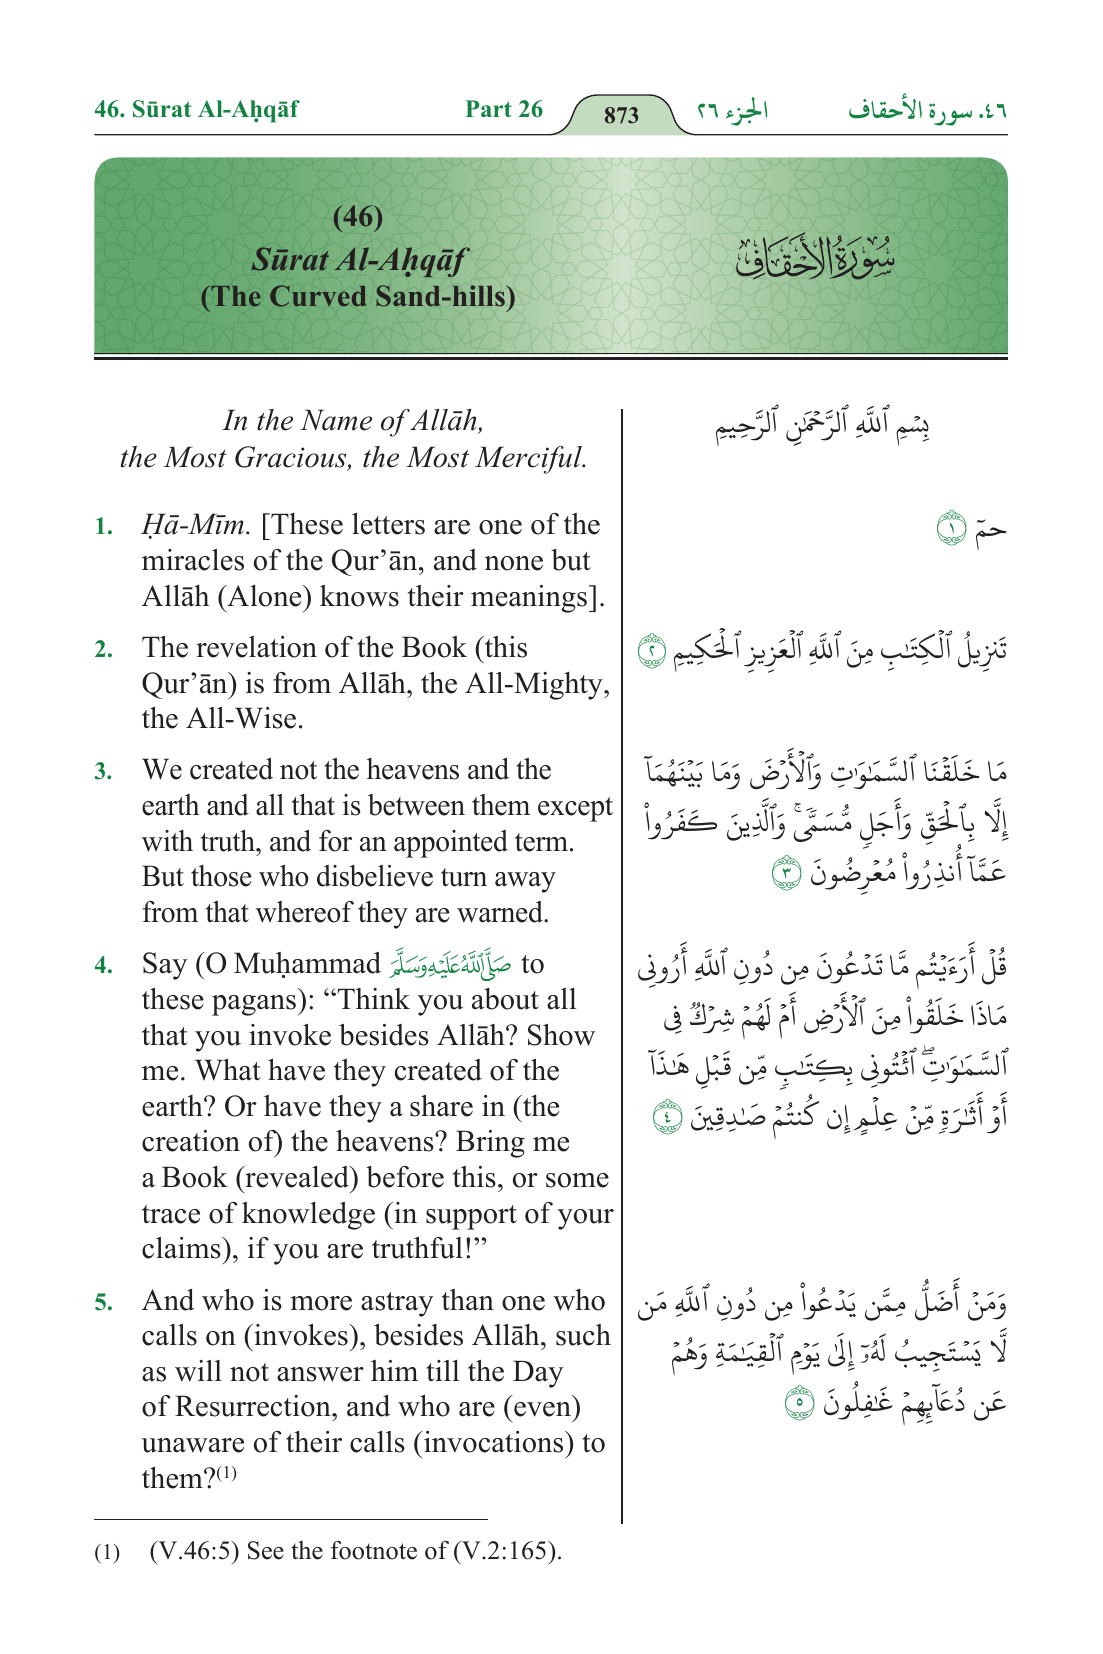 46. Sūrat Al-Aḥqāf Part 26 873 الجزء ٢٦ ٤٦. سورة الأحقاف
(46)
Sūrat Al-Aḥqāf
(The Curved Sand-hills)
سُورَةُ الأَحْقَافِ
In the Name of Allāh,
the Most Gracious, the Most Merciful.
1. Ḥā-Mīm. [These letters are one of the
miracles of the Qur’ān, and none but
Allāh (Alone) knows their meanings].
2. The revelation of the Book (this
Qur’ān) is from Allāh, the All-Mighty,
the All-Wise.
3. We created not the heavens and the
earth and all that is between them except
with truth, and for an appointed term.
But those who disbelieve turn away
from that whereof they are warned.
4. Say (O Muḥammad صَلَّى اللَّهُ عَلَيْهِ وَسَلَّمَ to
these pagans): “Think you about all
that you invoke besides Allāh? Show
me. What have they created of the
earth? Or have they a share in (the
creation of) the heavens? Bring me
a Book (revealed) before this, or some
trace of knowledge (in support of your
claims), if you are truthful!”
5. And who is more astray than one who
calls on (invokes), besides Allāh, such
as will not answer him till the Day
of Resurrection, and who are (even)
unaware of their calls (invocations) to
them?(1)
بِسْمِ ٱللَّهِ ٱلرَّحْمَٰنِ ٱلرَّحِيمِ
حمٓ ١
تَنزِيلُ ٱلْكِتَٰبِ مِنَ ٱللَّهِ ٱلْعَزِيزِ ٱلْحَكِيمِ ٢
مَا خَلَقْنَا ٱلسَّمَٰوَٰتِ وَٱلْأَرْضَ وَمَا بَيْنَهُمَآ
إِلَّا بِٱلْحَقِّ وَأَجَلٍ مُّسَمًّى ۚ وَٱلَّذِينَ كَفَرُوا۟
عَمَّآ أُنذِرُوا۟ مُعْرِضُونَ ٣
قُلْ أَرَءَيْتُم مَّا تَدْعُونَ مِن دُونِ ٱللَّهِ أَرُونِى
مَاذَا خَلَقُوا۟ مِنَ ٱلْأَرْضِ أَمْ لَهُمْ شِرْكٌ فِى
ٱلسَّمَٰوَٰتِ ۖ ٱئْتُونِى بِكِتَٰبٍ مِّن قَبْلِ هَٰذَآ
أَوْ أَثَٰرَةٍ مِّنْ عِلْمٍ إِن كُنتُمْ صَٰدِقِينَ ٤
وَمَنْ أَضَلُّ مِمَّن يَدْعُوا۟ مِن دُونِ ٱللَّهِ مَن
لَّا يَسْتَجِيبُ لَهُۥٓ إِلَىٰ يَوْمِ ٱلْقِيَٰمَةِ وَهُمْ
عَن دُعَآئِهِمْ غَٰفِلُونَ ٥
(1) (V.46:5) See the footnote of (V.2:165).